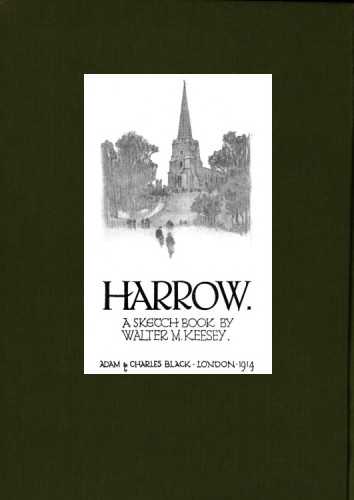 HARROW.
A SKETCH BOOK BY
WALTER M. KEESEY.
ADAM & CHARLES BLACK · LONDON · 1914